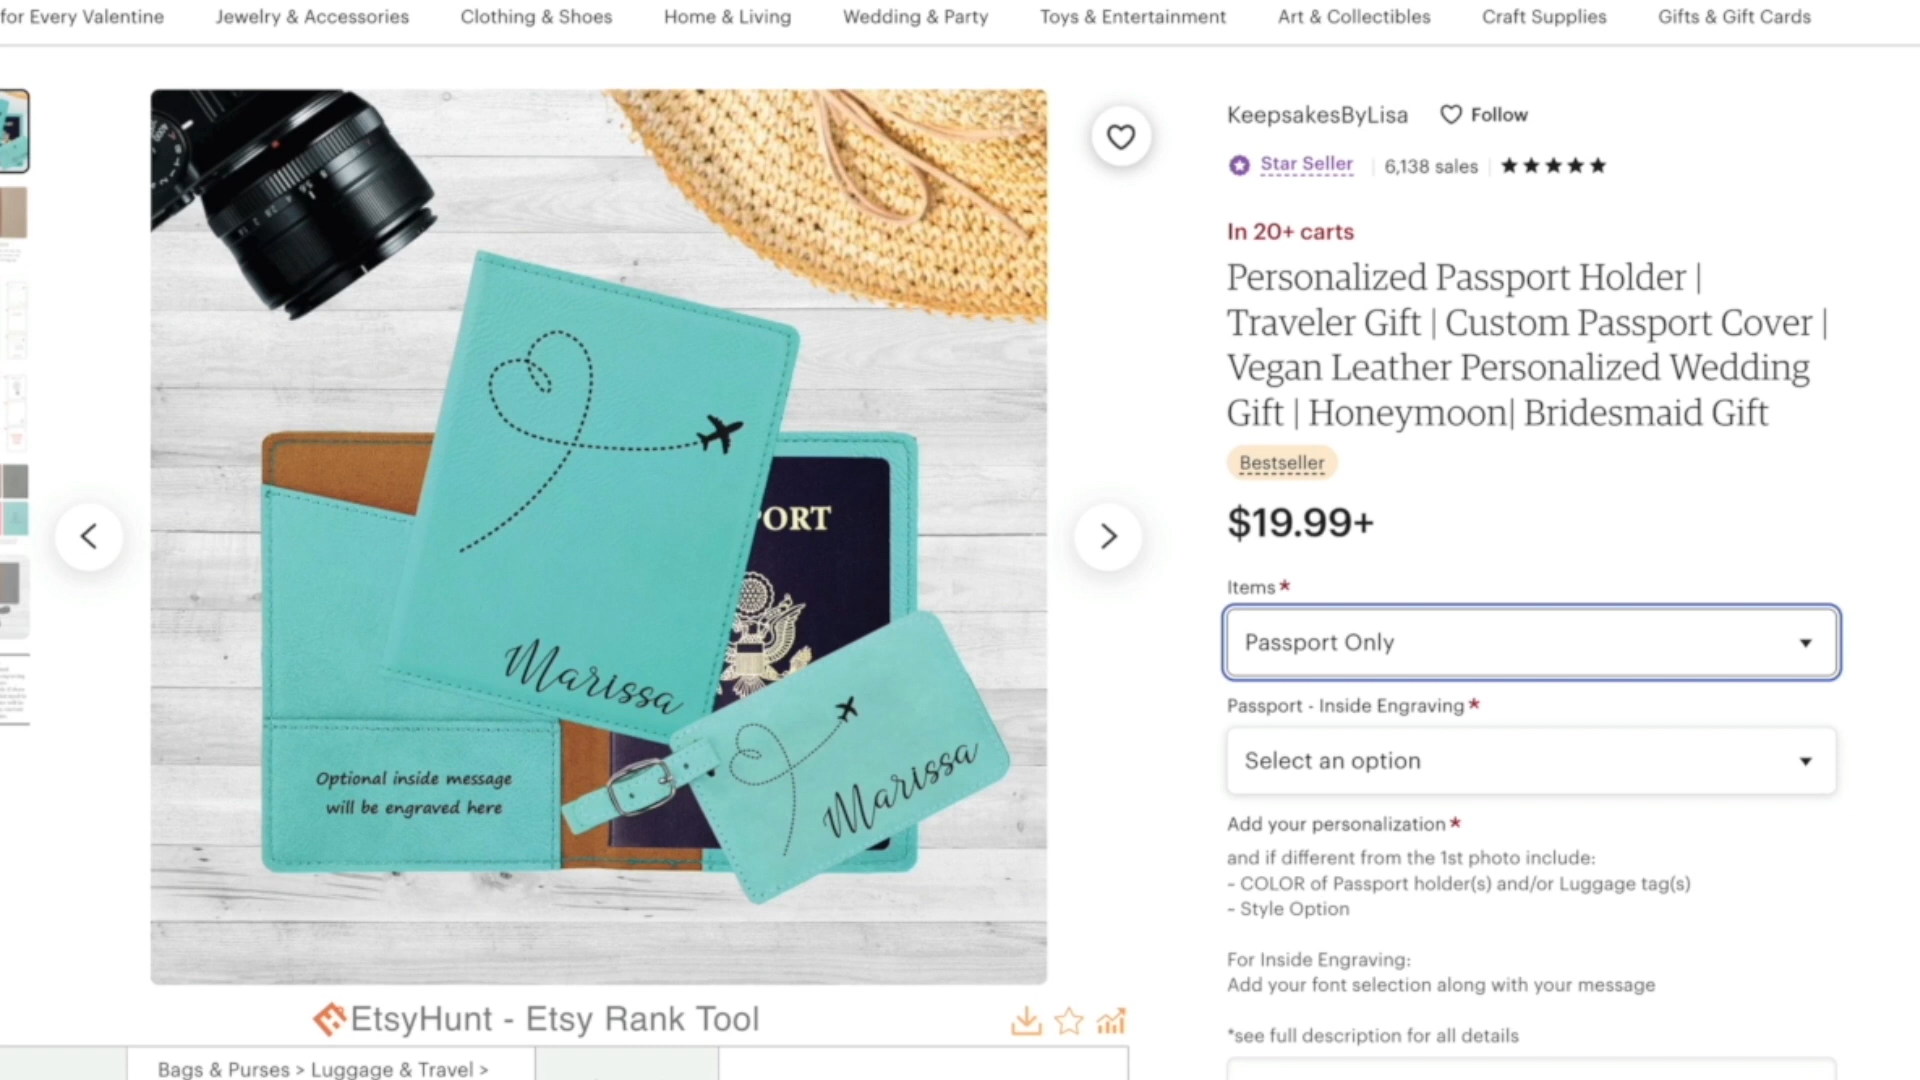 for Every Valentine
Jewelry & Accessories
Clothing & Shoes
Home & Living
Wedding & Party
Toys & Entertainment
Art & Collectibles
Craft Supplies
Gifts & Gift Cards
KeepsakesByLisa
Follow
Star Seller
6,138 sales
In 20+ carts
Personalized Passport Holder |
Traveler Gift | Custom Passport Cover |
Vegan Leather Personalized Wedding
Gift | Honeymoon| Bridesmaid Gift
Bestseller
$19.99+
Items *
Passport Only
Passport - Inside Engraving *
Select an option
Add your personalization *
and if different from the 1st photo include:
- COLOR of Passport holder(s) and/or Luggage tag(s)
- Style Option
For Inside Engraving:
Add your font selection along with your message
*see full description for all details
PORT
Marissa
Marissa
Optional inside message
will be engraved here
EtsyHunt - Etsy Rank Tool
Bags & Purses > Luggage & Travel >